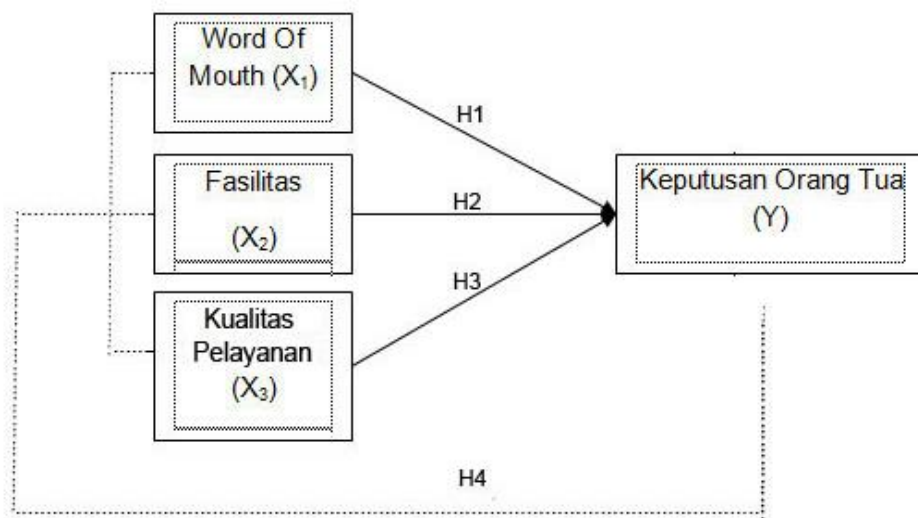 Word Of
Mouth (X₁)
H1
Fasilitas
(X₂)
H2
Keputusan Orang Tua
(Y)
H3
Kualitas
Pelayanan
(X₃)
H4